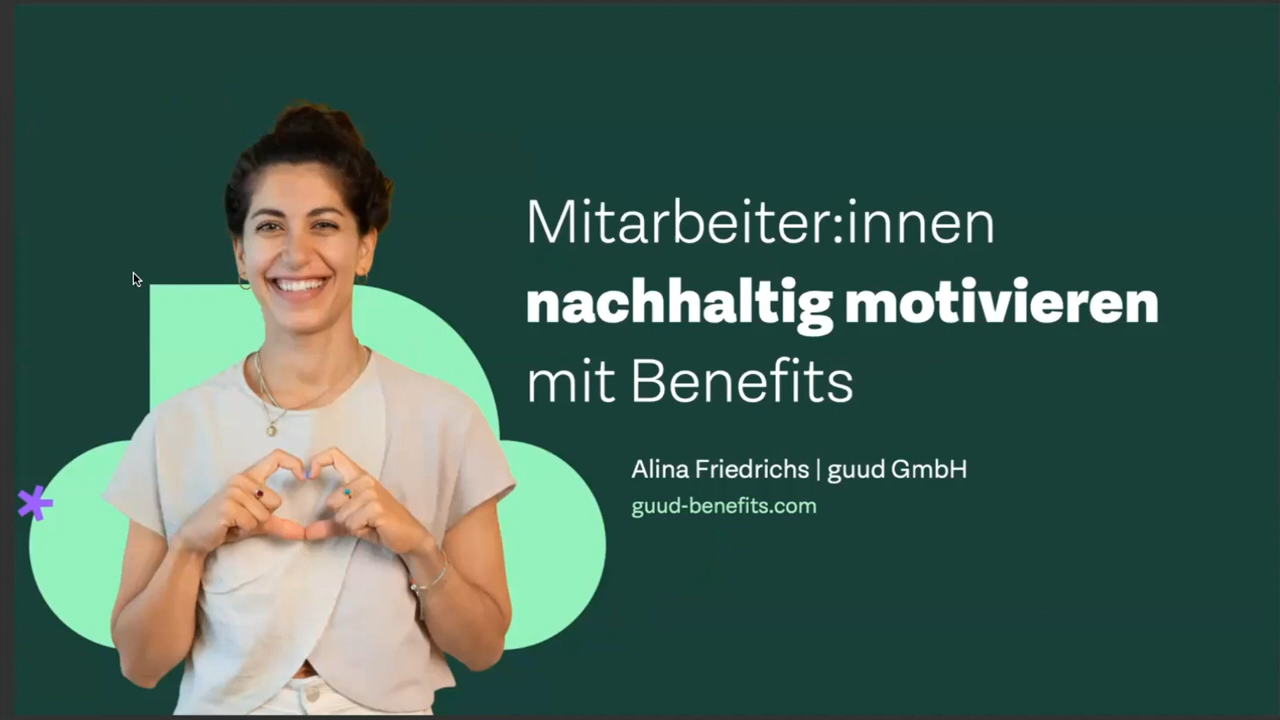 Mitarbeiter:innen
nachhaltig motivieren
mit Benefits
Alina Friedrichs | guud GmbH
guud-benefits.com